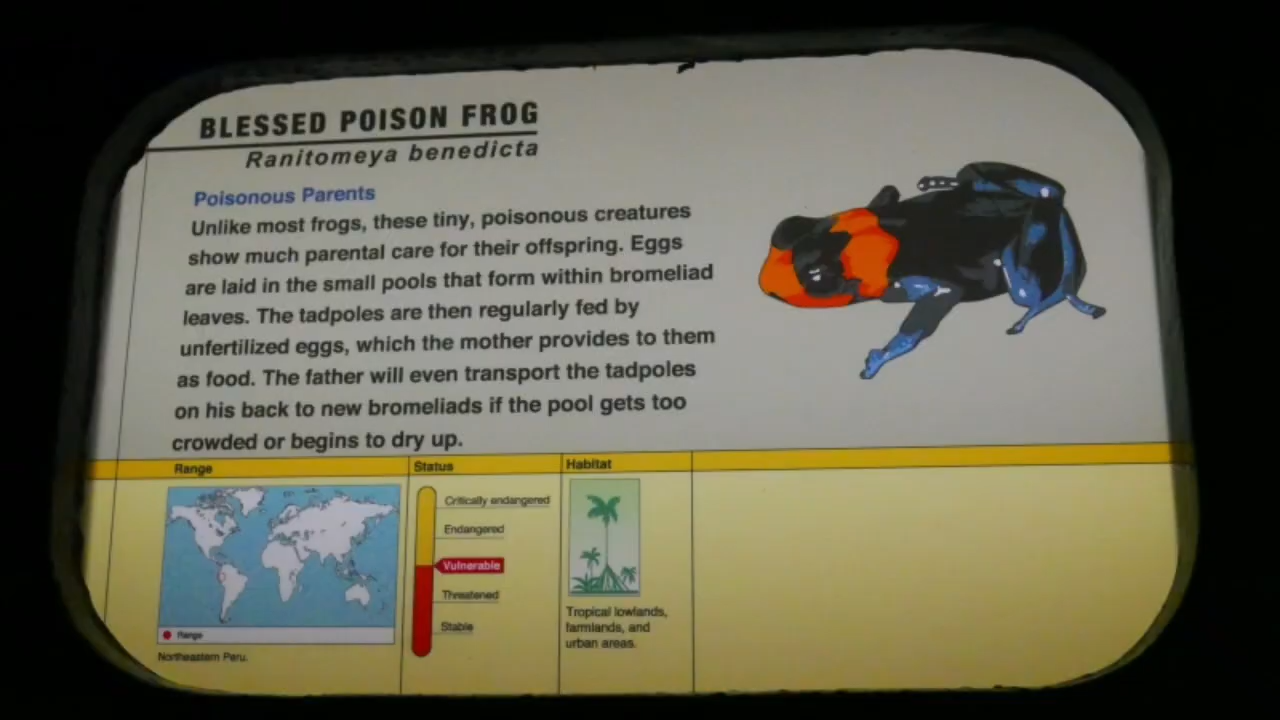 BLESSED POISON FROG
Ranitomeya benedicta
Poisonous Parents
Unlike most frogs, these tiny, poisonous creatures
show much parental care for their offspring. Eggs
are laid in the small pools that form within bromeliad
leaves. The tadpoles are then regularly fed by
unfertilized eggs, which the mother provides to them
as food. The father will even transport the tadpoles
on his back to new bromeliads if the pool gets too
crowded or begins to dry up.
Range
Range
Northeastern Peru.
Status
Critically endangered
Endangered
Vulnerable
Threatened
Stable
Habitat
Tropical lowlands,
farmlands, and
urban areas.